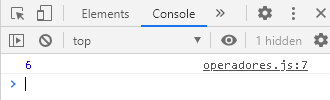 Elements Console »
top 1 hidden
6 operadores.js:7
>